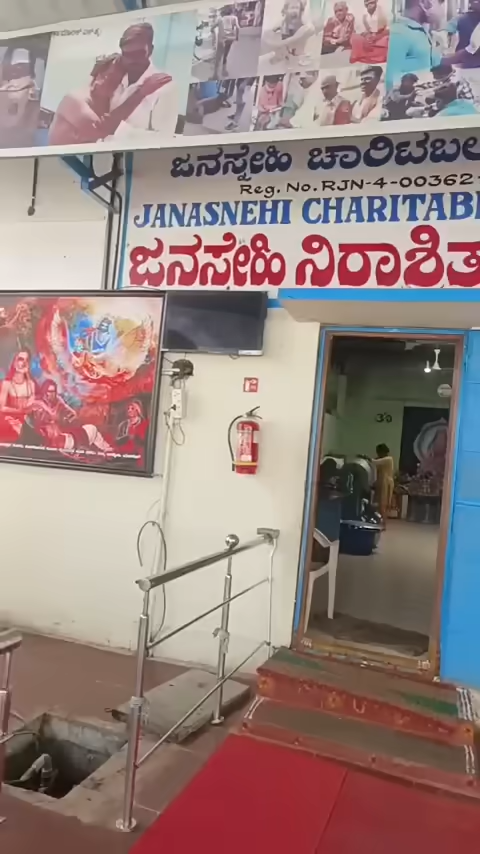 ಜನಸ್ನೇಹಿ ಚಾರಿಟಬಲ
Reg. No. RJN-4-00362
JANASNEHI CHARITABL
ಜನಸ್ನೇಹಿ ನಿರಾಶಿತ
ॐ